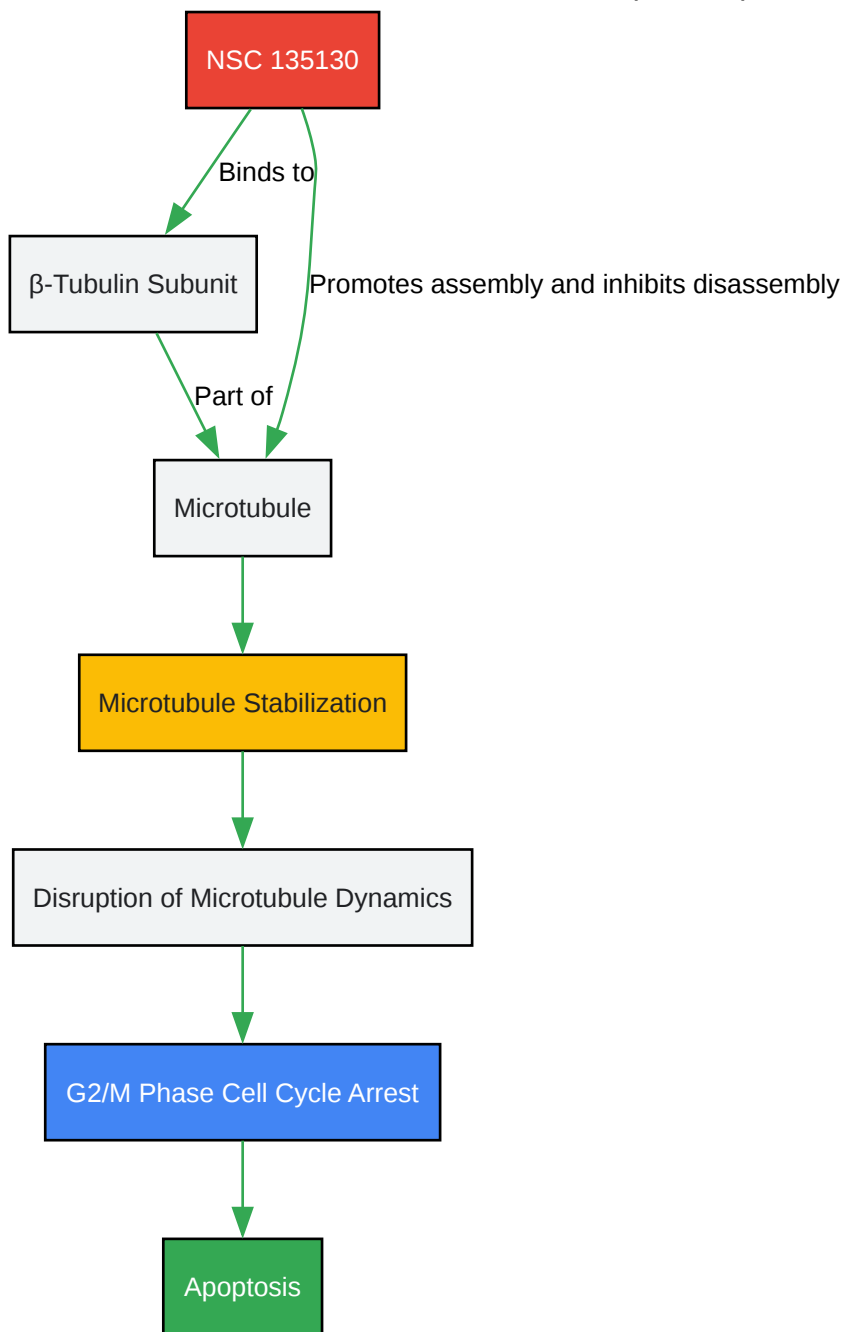 NSC 135130
Binds to
β-Tubulin Subunit
Promotes assembly and inhibits disassembly
Part of
Microtubule
Microtubule Stabilization
Disruption of Microtubule Dynamics
G2/M Phase Cell Cycle Arrest
Apoptosis